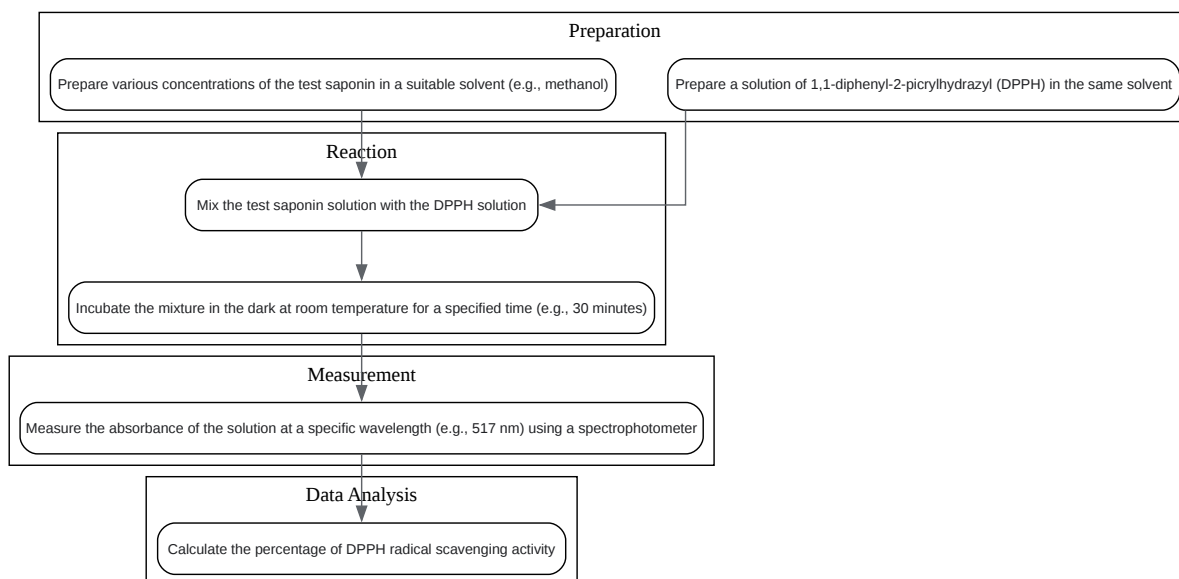 Preparation
Prepare various concentrations of the test saponin in a suitable solvent (e.g., methanol)
Prepare a solution of 1,1-diphenyl-2-picrylhydrazyl (DPPH) in the same solvent
Reaction
Mix the test saponin solution with the DPPH solution
Incubate the mixture in the dark at room temperature for a specified time (e.g., 30 minutes)
Measurement
Measure the absorbance of the solution at a specific wavelength (e.g., 517 nm) using a spectrophotometer
Data Analysis
Calculate the percentage of DPPH radical scavenging activity